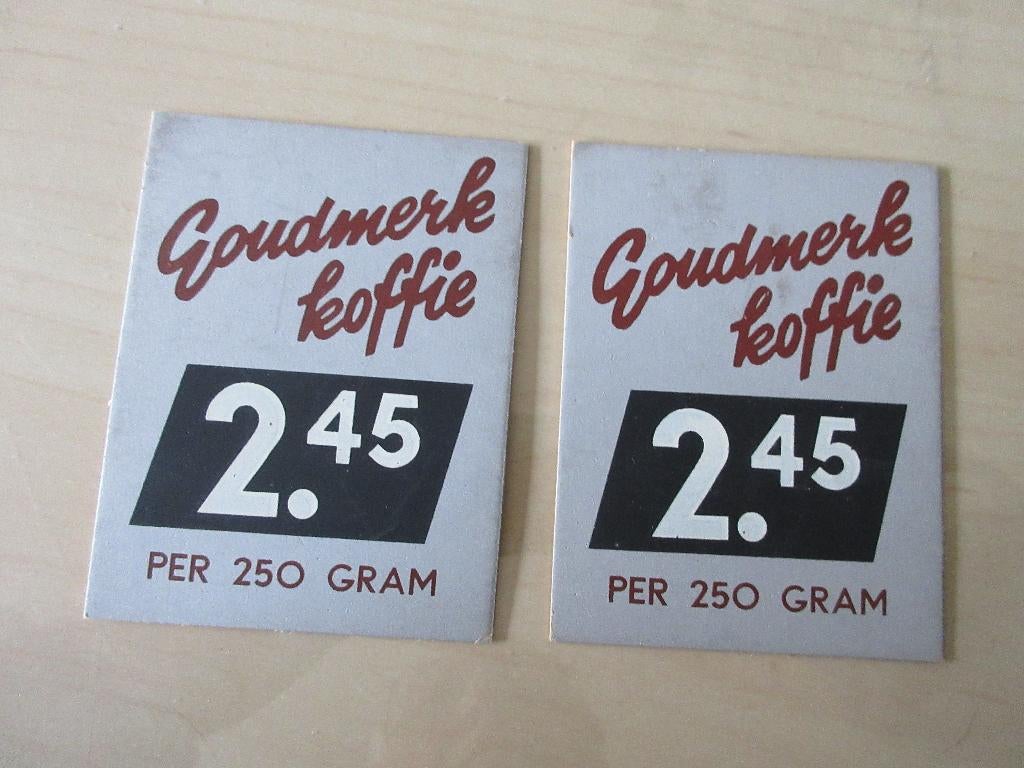 Goudmerk
koffie
2.45
PER 250 GRAM
Goudmerk
koffie
2.45
PER 250 GRAM